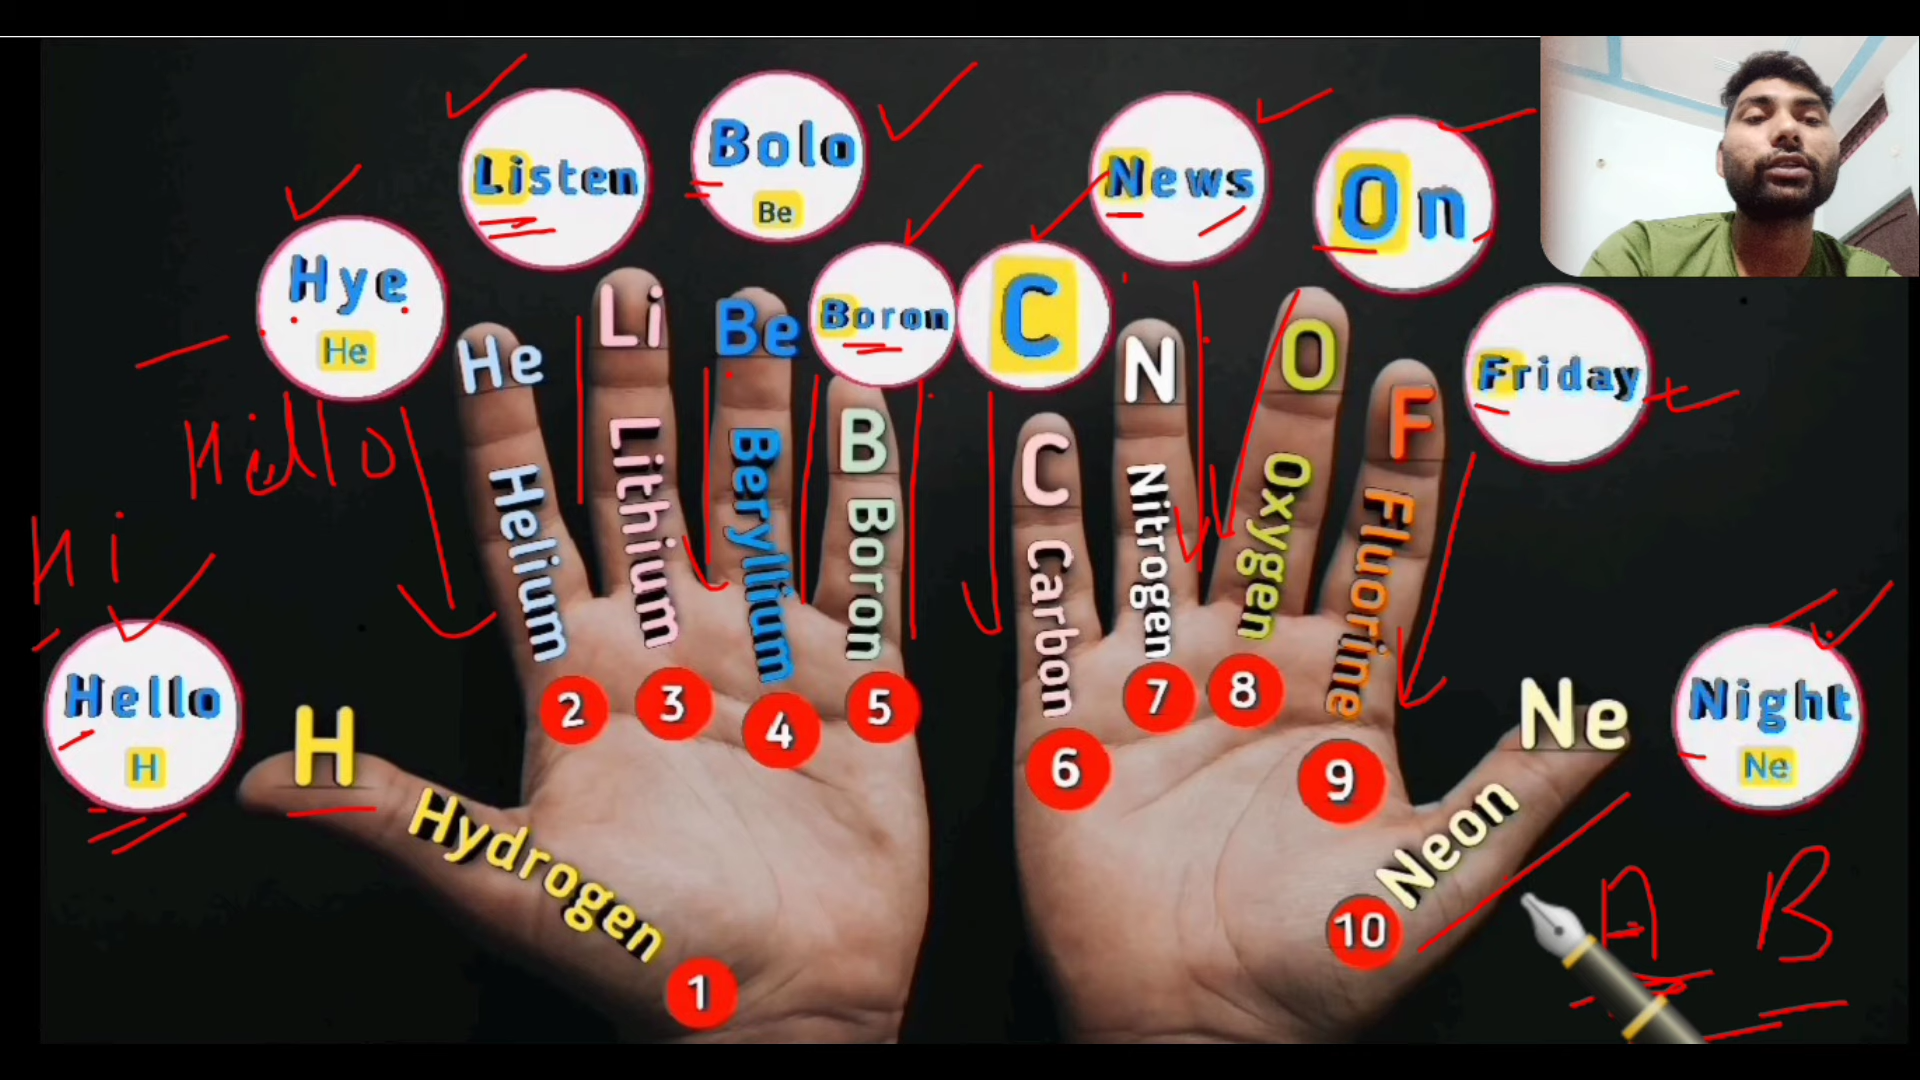 Listen
Bolo
Be
News
On
Hye
He
Boron
C
Friday
He
Li
Be
B
C
N
O
F
Helium
Lithium
Beryllium
Boron
Carbon
Nitrogen
Oxygen
Fluorine
Hello
Hi
Hello
H
H
Hydrogen
Ne
Neon
Night
Ne
2
3
4
5
6
7
8
9
10
1
A B